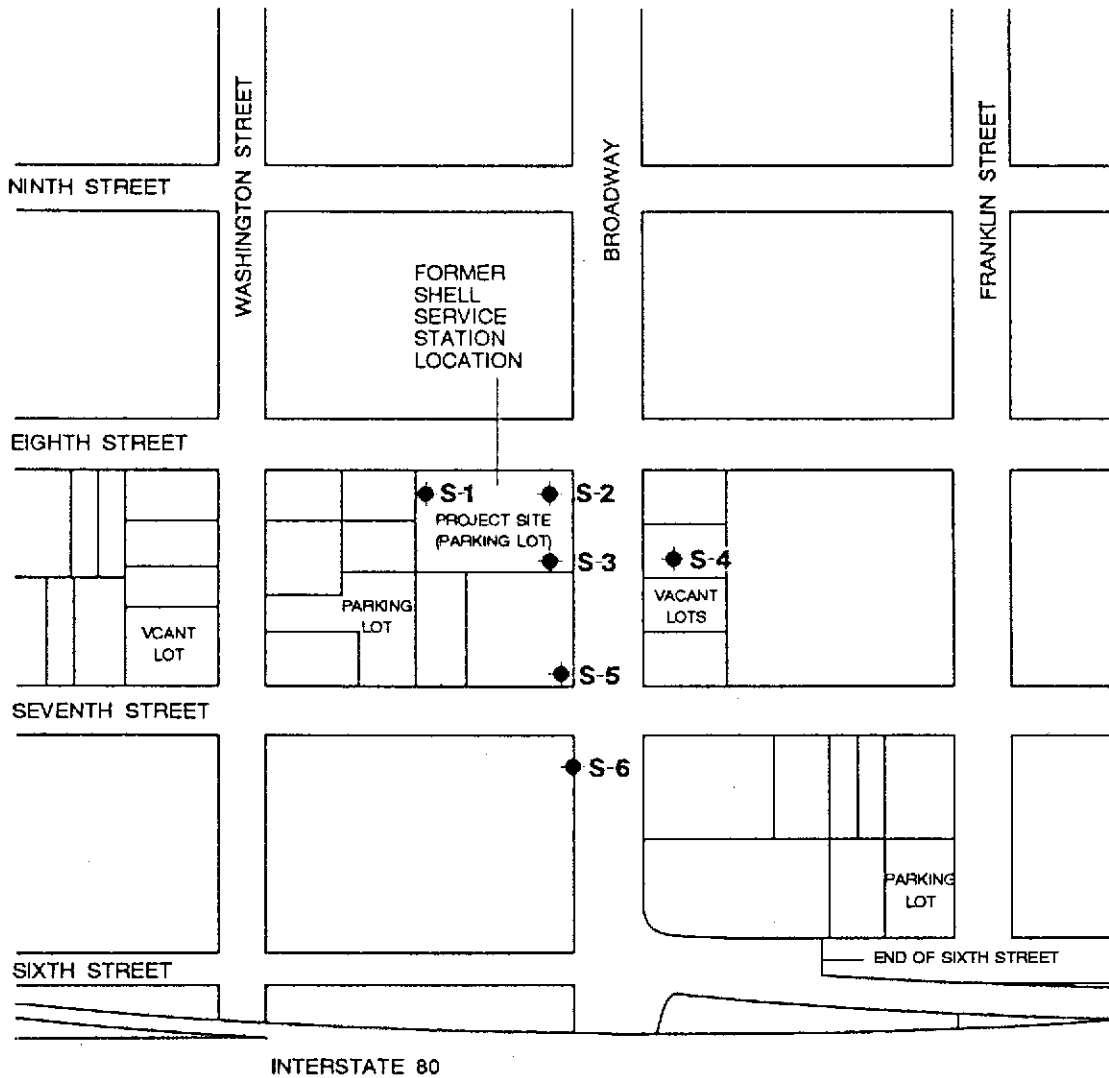 NINTH STREET
WASHINGTON STREET
BROADWAY
FRANKLIN STREET
FORMER
SHELL
SERVICE
STATION
LOCATION
EIGHTH STREET
S-1
S-2
PROJECT SITE
(PARKING LOT)
S-3
S-4
PARKING
LOT
VACANT
LOTS
VCANT
LOT
S-5
SEVENTH STREET
S-6
PARKING
LOT
END OF SIXTH STREET
SIXTH STREET
INTERSTATE 80